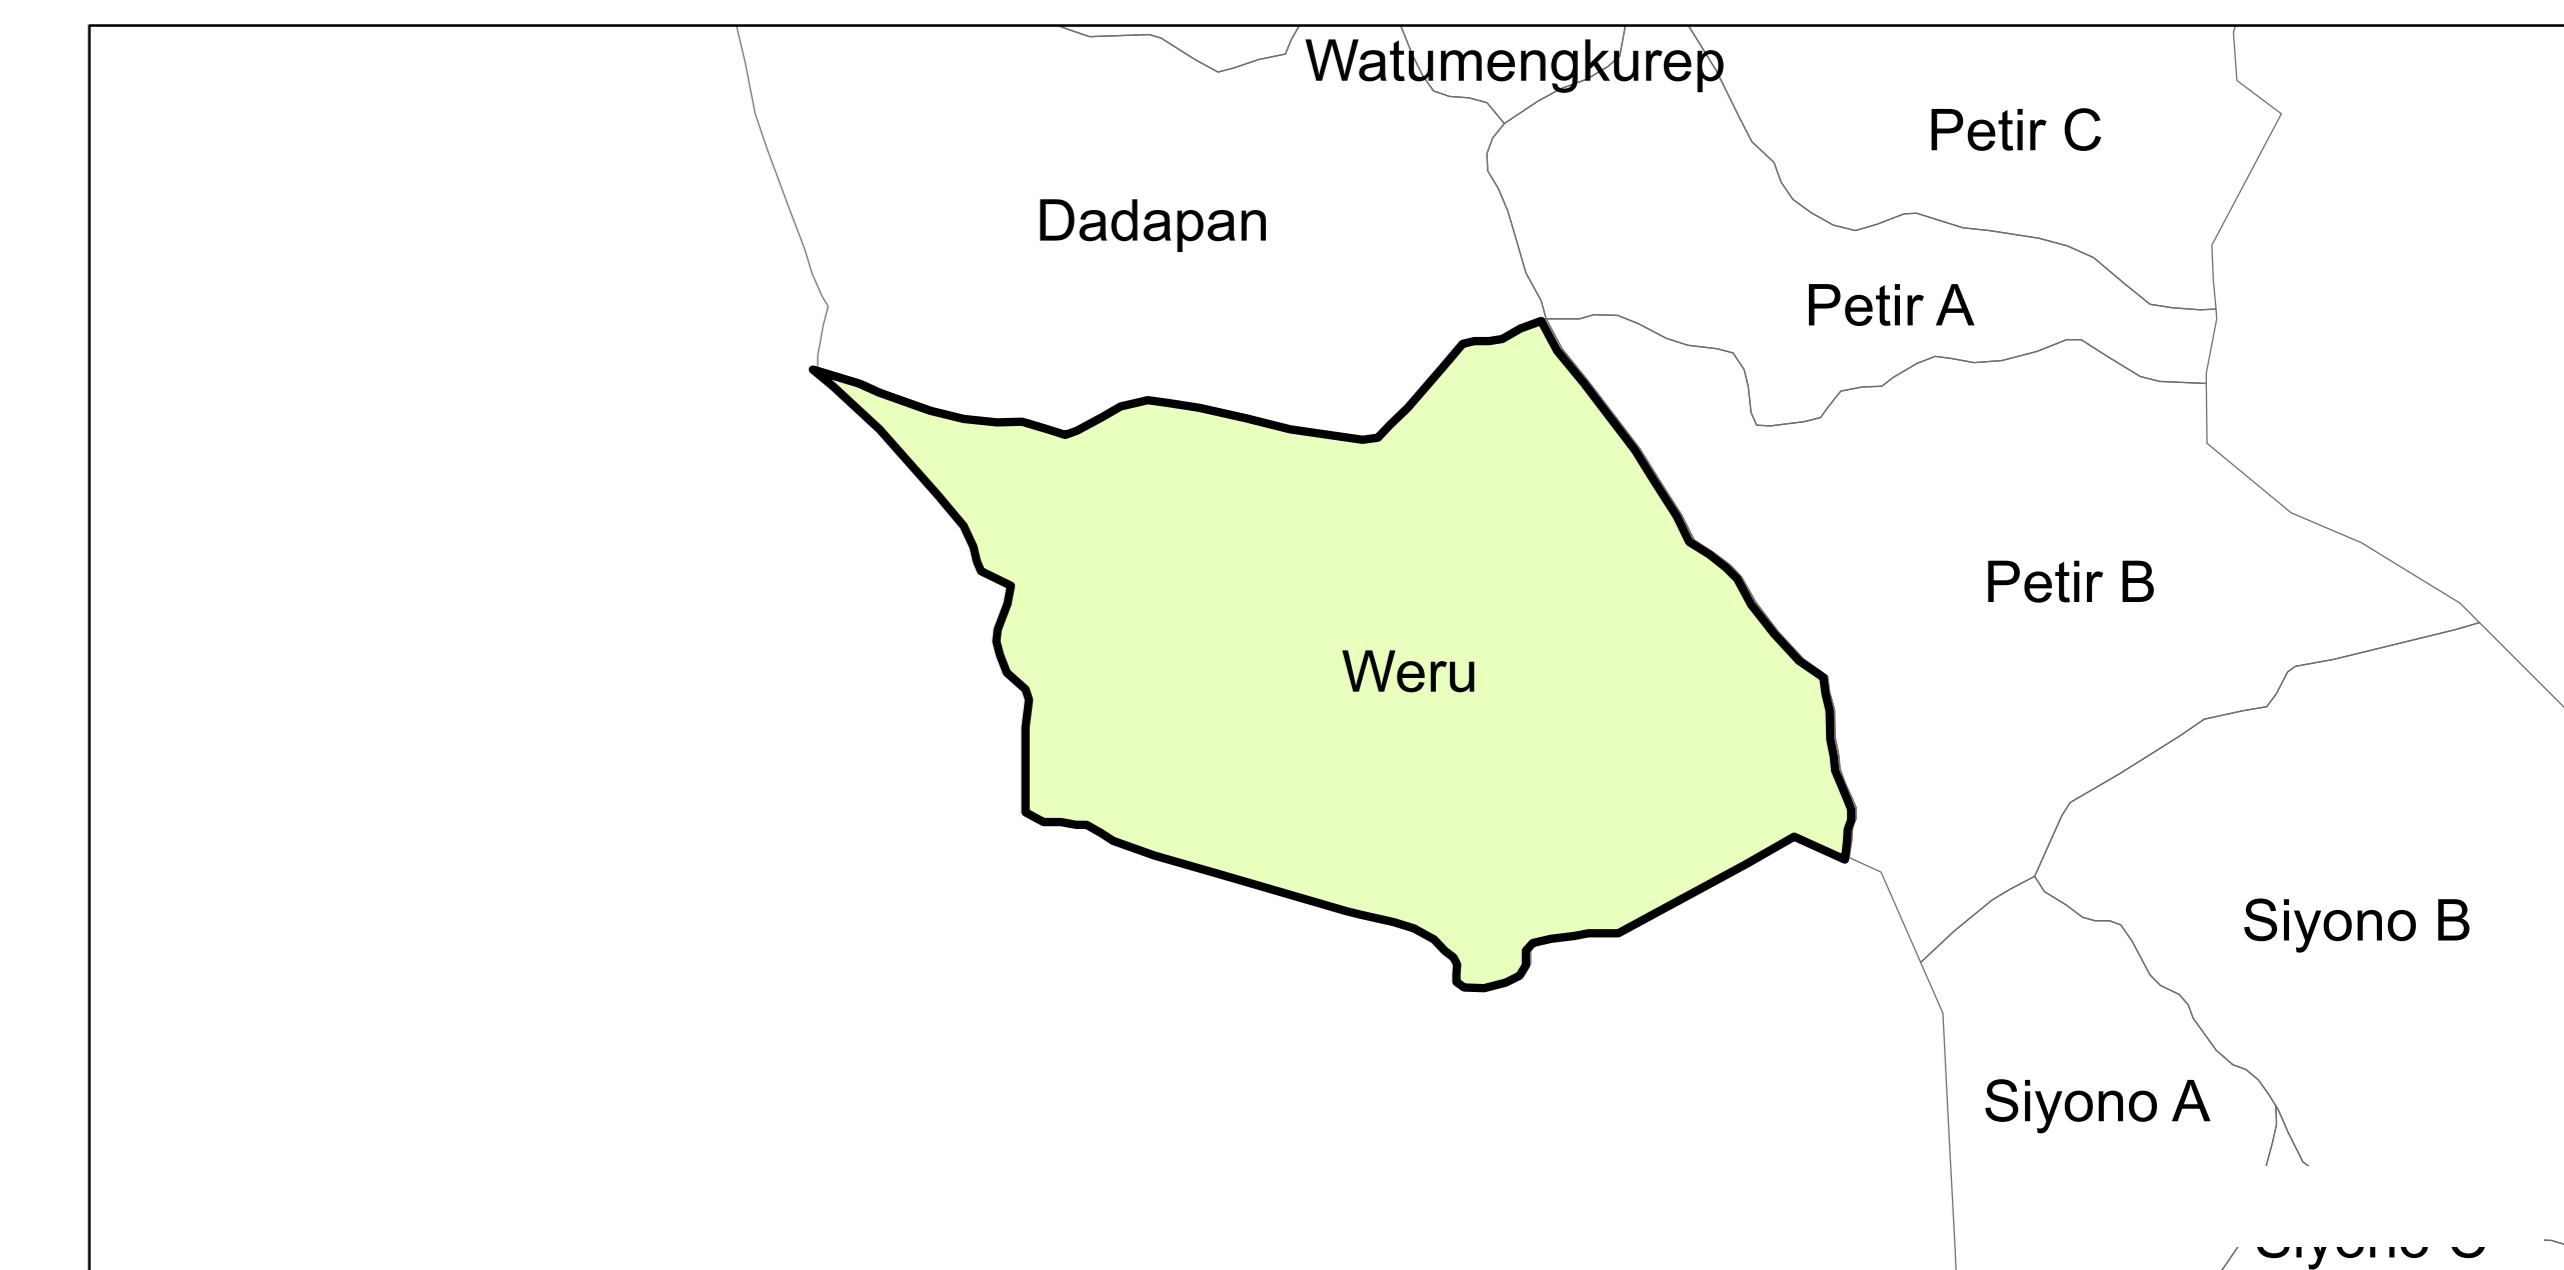 Watumengkurep
Petir C
Dadapan
Petir A
Petir B
Weru
Siyono B
Siyono A